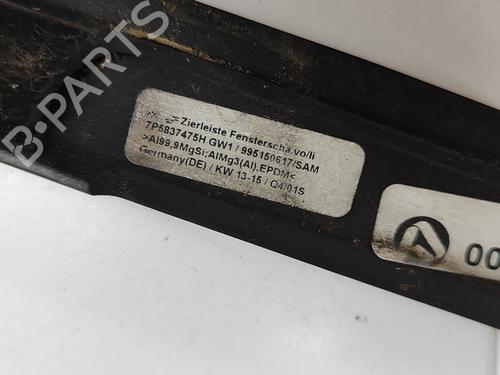 Zierleiste Fensterscha.vo/li
7P5837475H GW1 / 995150617/SAM
>Al99,9MgSi;AlMg3(Al),EPDM<
Germany(DE) / KW 13-15 / Q4/01S
00
B-PARTS